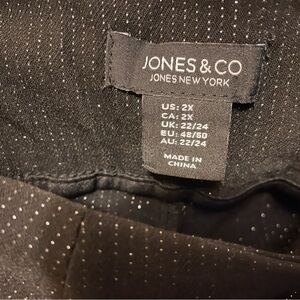 JONES & CO
JONES NEW YORK
US: 2X
CA: 2X
UK: 22/24
EU: 48/50
AU: 22/24
MADE IN
CHINA